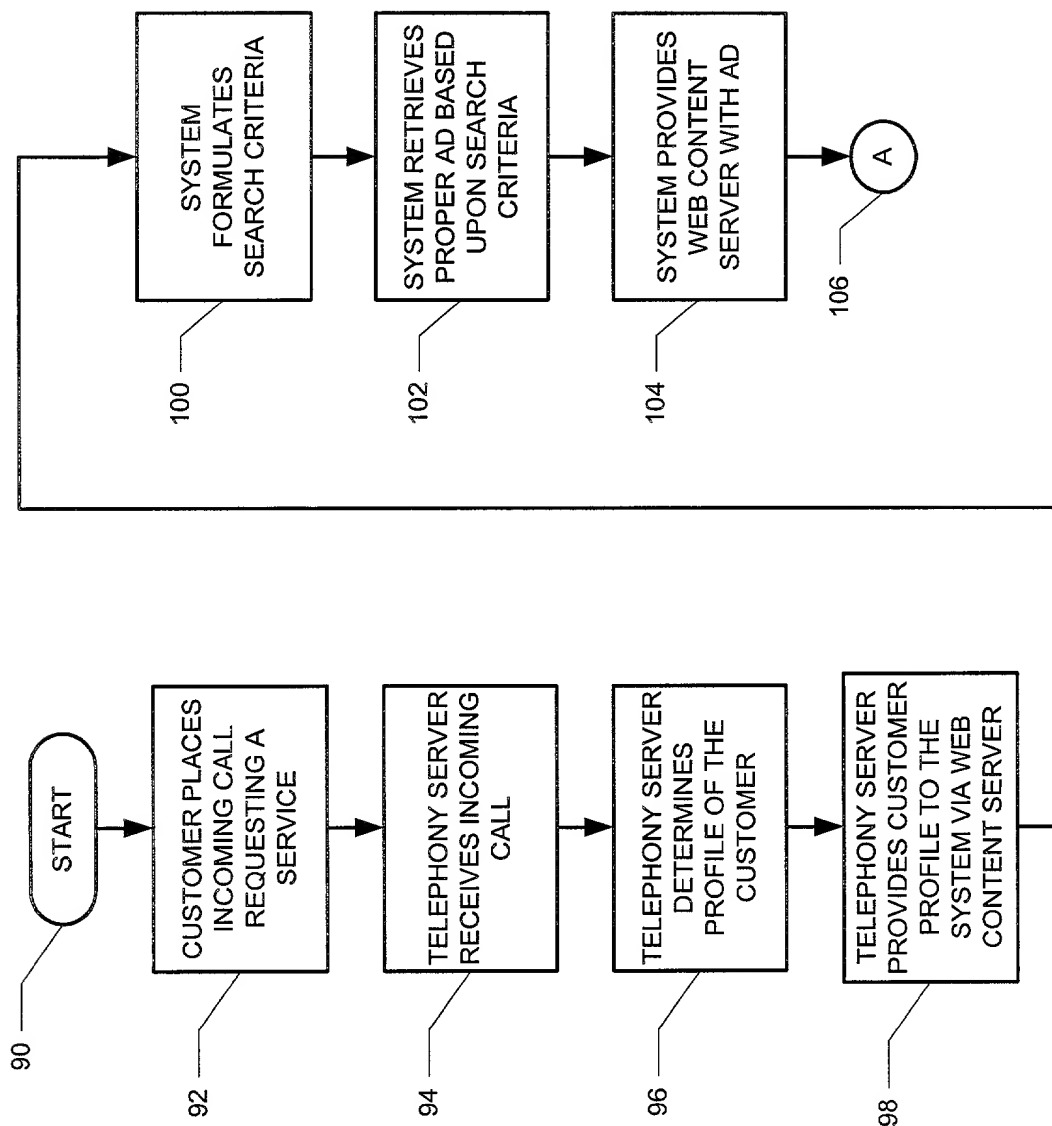 START
90
CUSTOMER PLACES
INCOMING CALL.
REQUESTING A
SERVICE
92
TELEPHONY SERVER
RECEIVES INCOMING
CALL
94
TELEPHONY SERVER
DETERMINES
PROFILE OF THE
CUSTOMER
96
TELEPHONY SERVER
PROVIDES CUSTOMER
PROFILE TO THE
SYSTEM VIA WEB
CONTENT SERVER
98
SYSTEM
FORMULATES
SEARCH CRITERIA
100
SYSTEM RETRIEVES
PROPER AD BASED
UPON SEARCH
CRITERIA
102
SYSTEM PROVIDES
WEB CONTENT
SERVER WITH AD
104
A
106